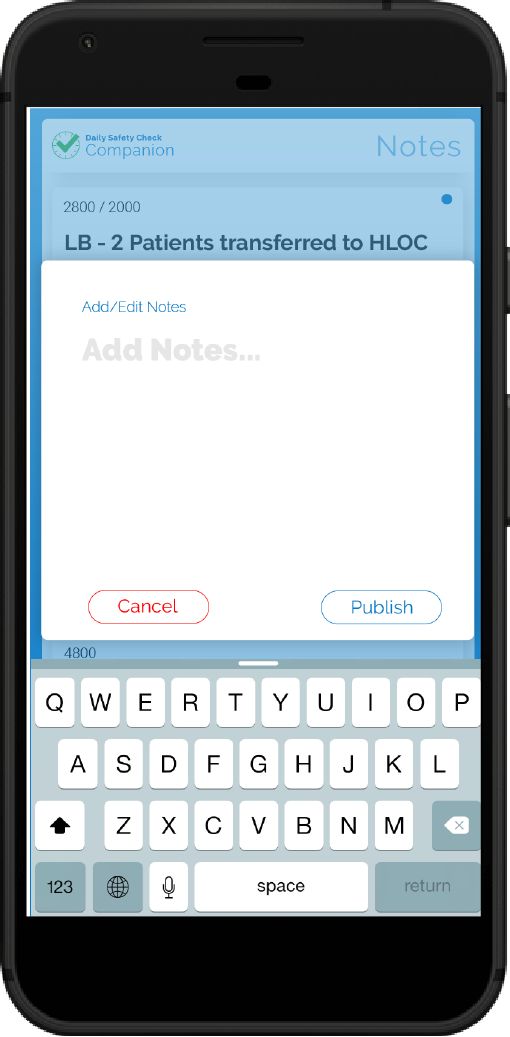 Daily Safety Check
Companion
Notes
2800 / 2000
LB - 2 Patients transferred to HLOC
Add/Edit Notes
Add Notes...
Cancel
Publish
4800
Q W E R T Y U I O P
A S D F G H J K L
Z X C V B N M
123 space return